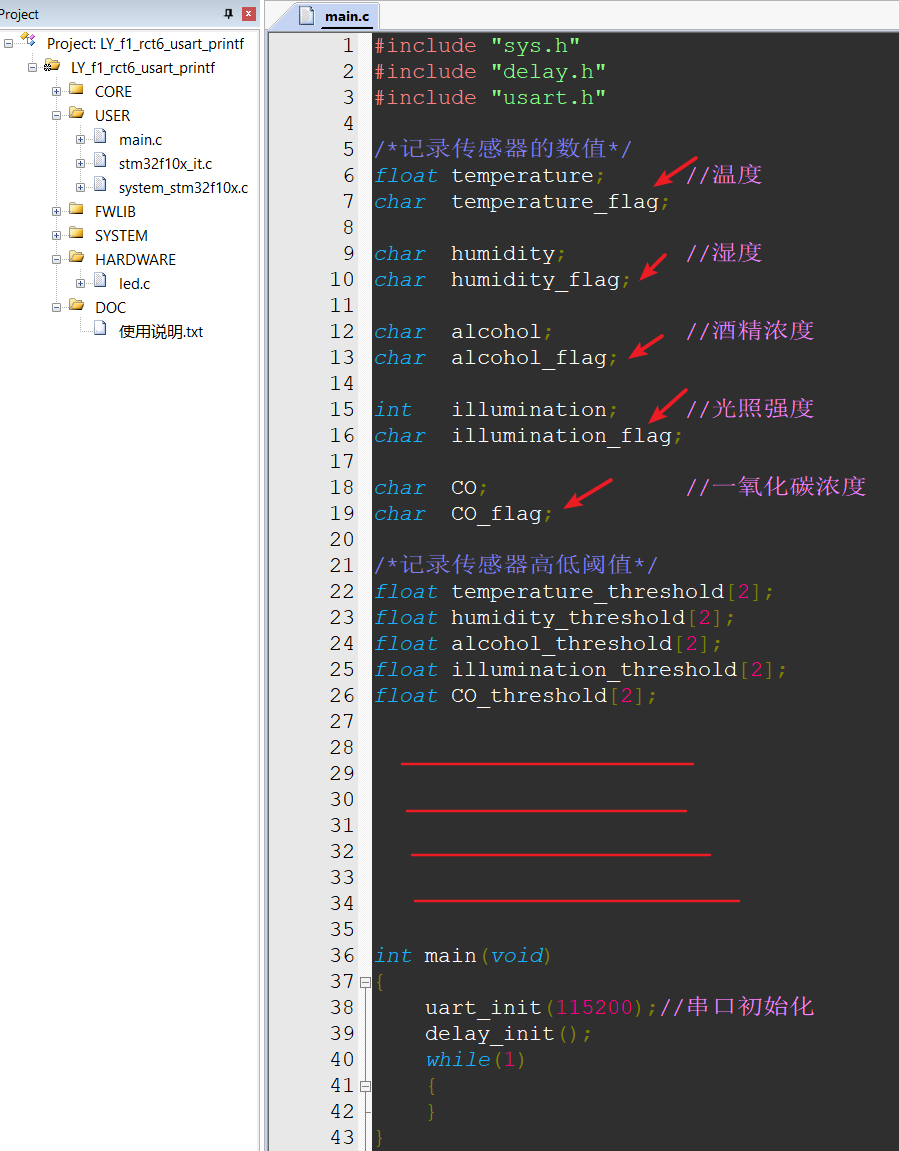 Project
Project: LY_f1_rct6_usart_printf
LY_f1_rct6_usart_printf
CORE
USER
main.c
stm32f10x_it.c
system_stm32f10x.c
FWLIB
SYSTEM
HARDWARE
led.c
DOC
使用说明.txt
main.c
1 #include "sys.h"
2 #include "delay.h"
3 #include "usart.h"
4
5 /*记录传感器的数值*/
6 float temperature; //温度
7 char temperature_flag;
8
9 char humidity; //湿度
10 char humidity_flag;
11
12 char alcohol; //酒精浓度
13 char alcohol_flag;
14
15 int illumination; //光照强度
16 char illumination_flag;
17
18 char CO; //一氧化碳浓度
19 char CO_flag;
20
21 /*记录传感器高低阈值*/
22 float temperature_threshold[2];
23 float humidity_threshold[2];
24 float alcohol_threshold[2];
25 float illumination_threshold[2];
26 float CO_threshold[2];
27
28
29
30
31
32
33
34
35
36 int main(void)
37 {
38 uart_init(115200);//串口初始化
39 delay_init();
40 while(1)
41 {
42 }
43 }